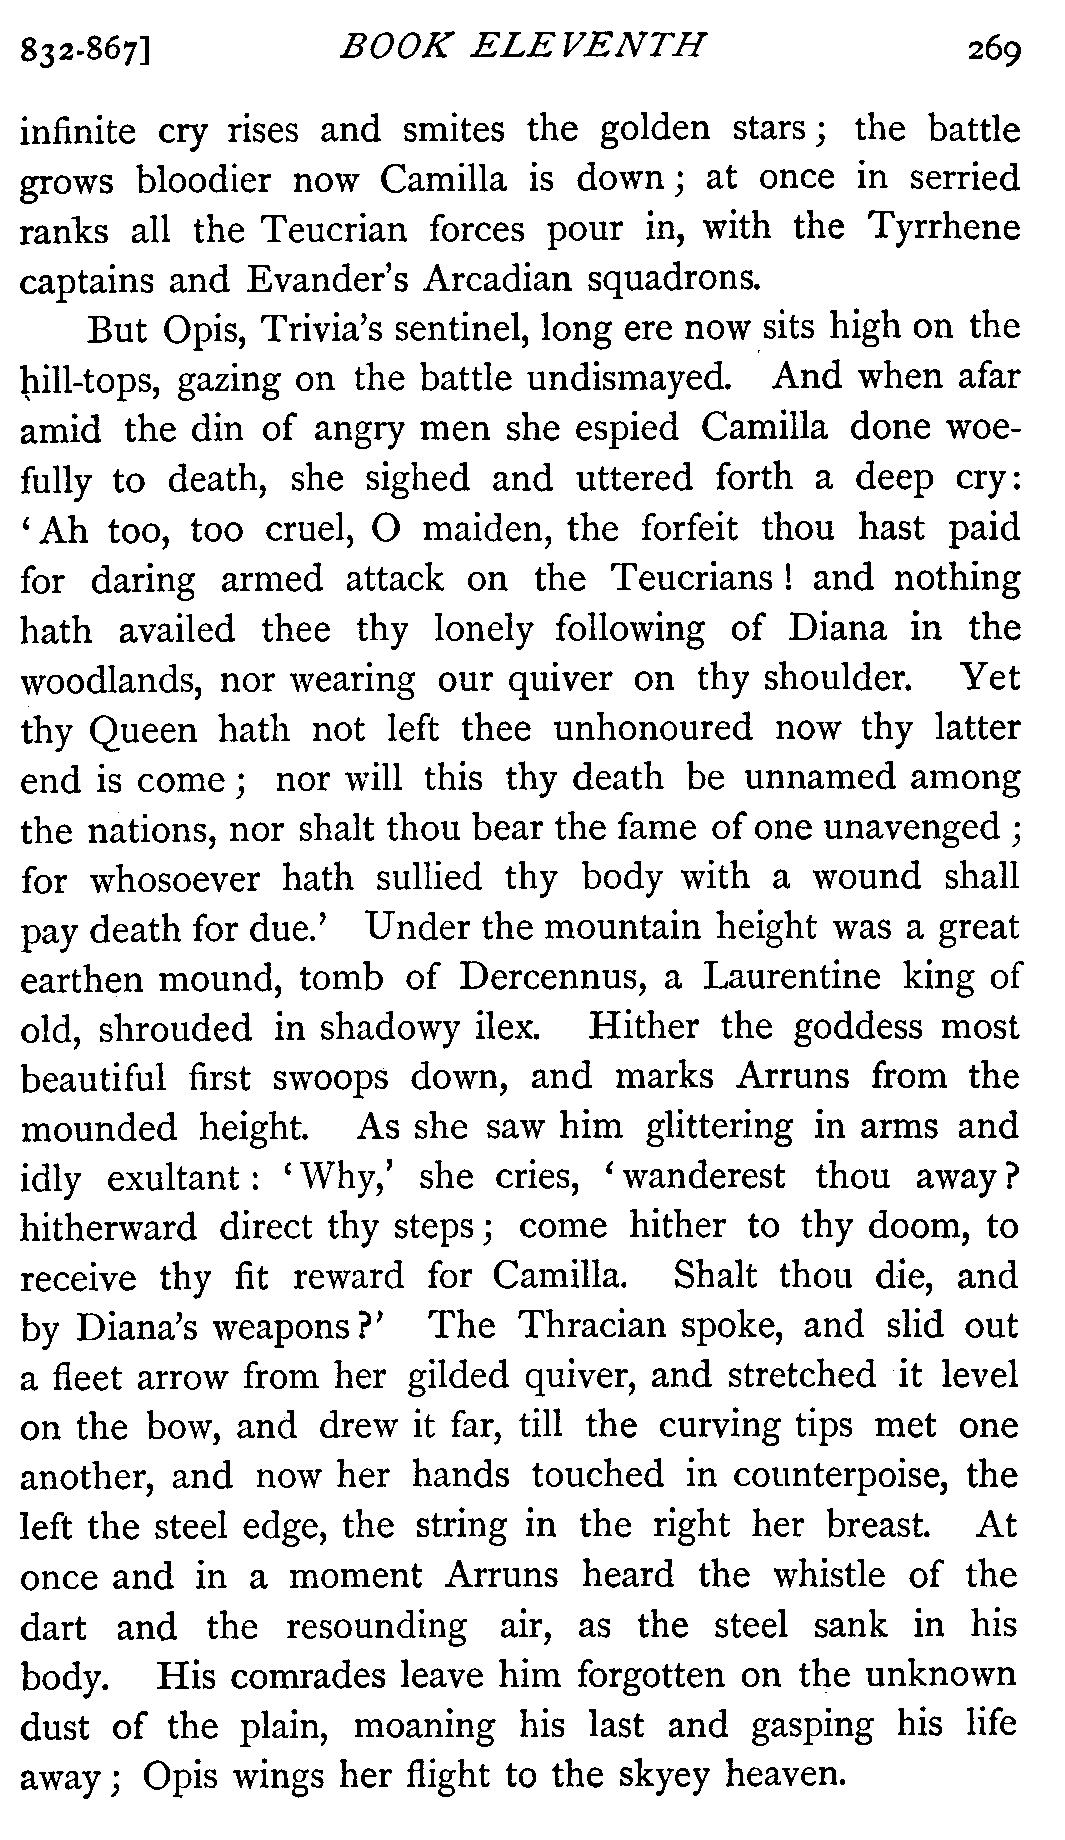 832-867] BOOK ELEVENTH 269
infinite cry rises and smites the golden stars ; the battle
grows bloodier now Camilla is down ; at once in serried
ranks all the Teucrian forces pour in, with the Tyrrhene
captains and Evander's Arcadian squadrons.
But Opis, Trivia's sentinel, long ere now sits high on the
hill-tops, gazing on the battle undismayed. And when afar
amid the din of angry men she espied Camilla done woe-
fully to death, she sighed and uttered forth a deep cry:
‘ Ah too, too cruel, O maiden, the forfeit thou hast paid
for daring armed attack on the Teucrians ! and nothing
hath availed thee thy lonely following of Diana in the
woodlands, nor wearing our quiver on thy shoulder. Yet
thy Queen hath not left thee unhonoured now thy latter
end is come ; nor will this thy death be unnamed among
the nations, nor shalt thou bear the fame of one unavenged ;
for whosoever hath sullied thy body with a wound shall
pay death for due.’ Under the mountain height was a great
earthen mound, tomb of Dercennus, a Laurentine king of
old, shrouded in shadowy ilex. Hither the goddess most
beautiful first swoops down, and marks Arruns from the
mounded height. As she saw him glittering in arms and
idly exultant : ‘ Why,’ she cries, ‘ wanderest thou away ?
hitherward direct thy steps ; come hither to thy doom, to
receive thy fit reward for Camilla. Shalt thou die, and
by Diana's weapons ?’ The Thracian spoke, and slid out
a fleet arrow from her gilded quiver, and stretched it level
on the bow, and drew it far, till the curving tips met one
another, and now her hands touched in counterpoise, the
left the steel edge, the string in the right her breast. At
once and in a moment Arruns heard the whistle of the
dart and the resounding air, as the steel sank in his
body. His comrades leave him forgotten on the unknown
dust of the plain, moaning his last and gasping his life
away ; Opis wings her flight to the skyey heaven.